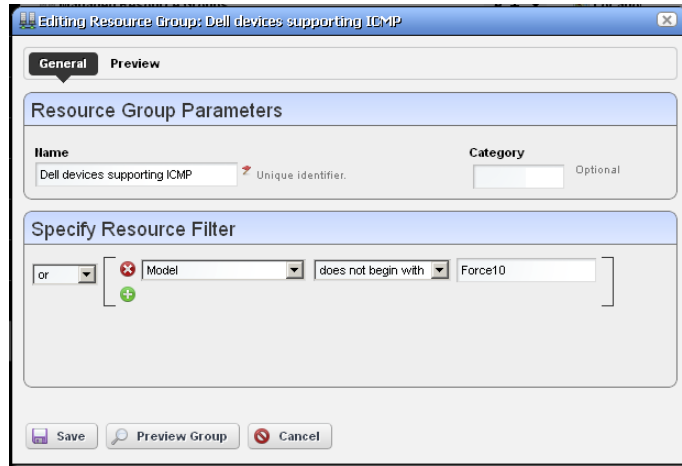 Editing Resource Group: Dell devices supporting ICMP
General Preview
Resource Group Parameters
Name Category
Dell devices supporting ICMP Unique identifier. Optional
Specify Resource Filter
or Model does not begin with Force10
Save Preview Group Cancel